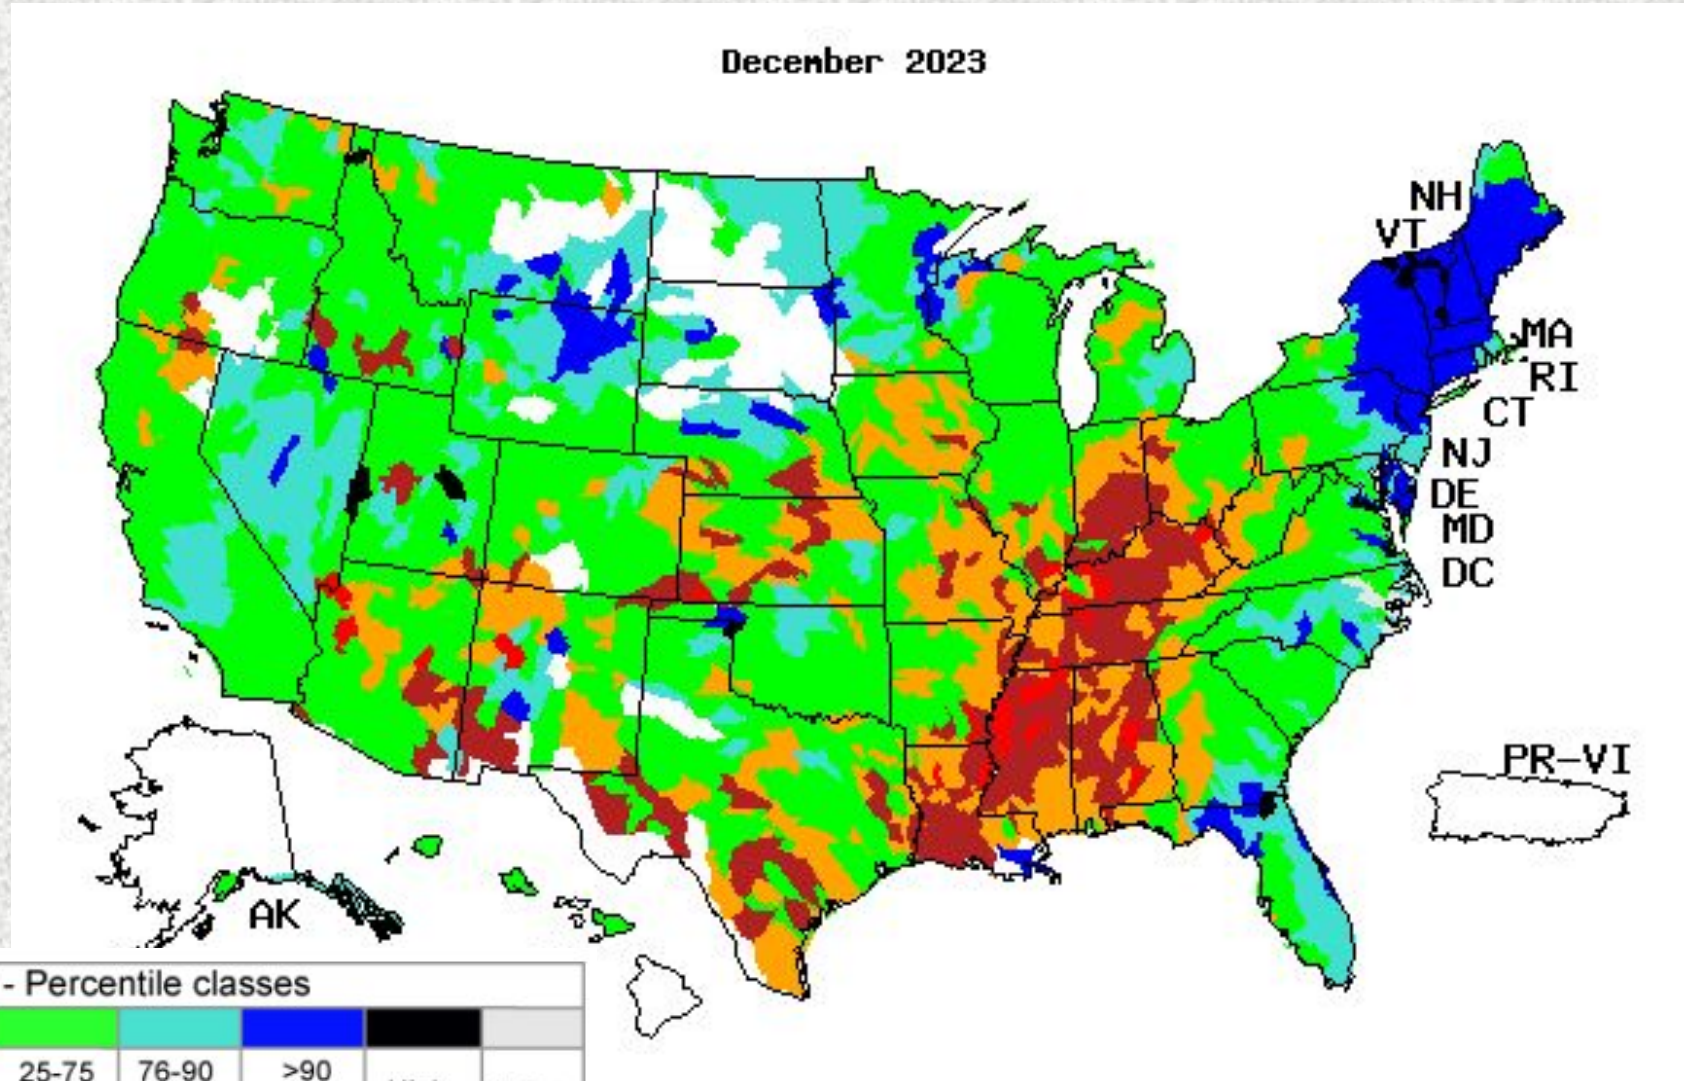 December 2023
NH
VT
MA
RI
CT
NJ
DE
MD
DC
PR-VI
AK
- Percentile classes
25-75 76-90 >90